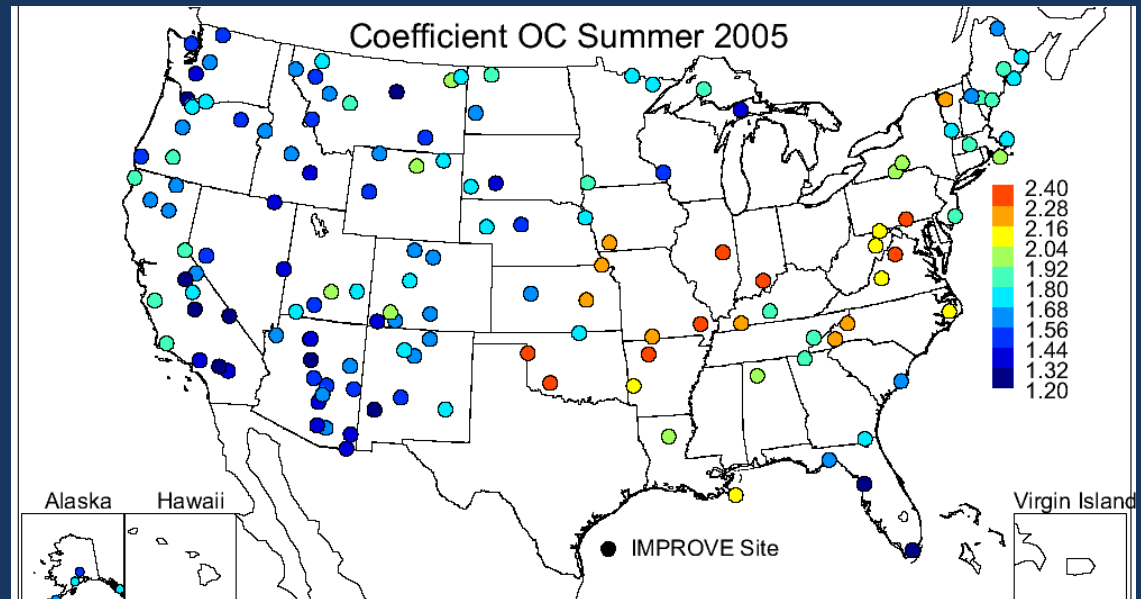 Coefficient OC Summer 2005
2.40
2.28
2.16
2.04
1.92
1.80
1.68
1.56
1.44
1.32
1.20
Alaska
Hawaii
Virgin Island
IMPROVE Site